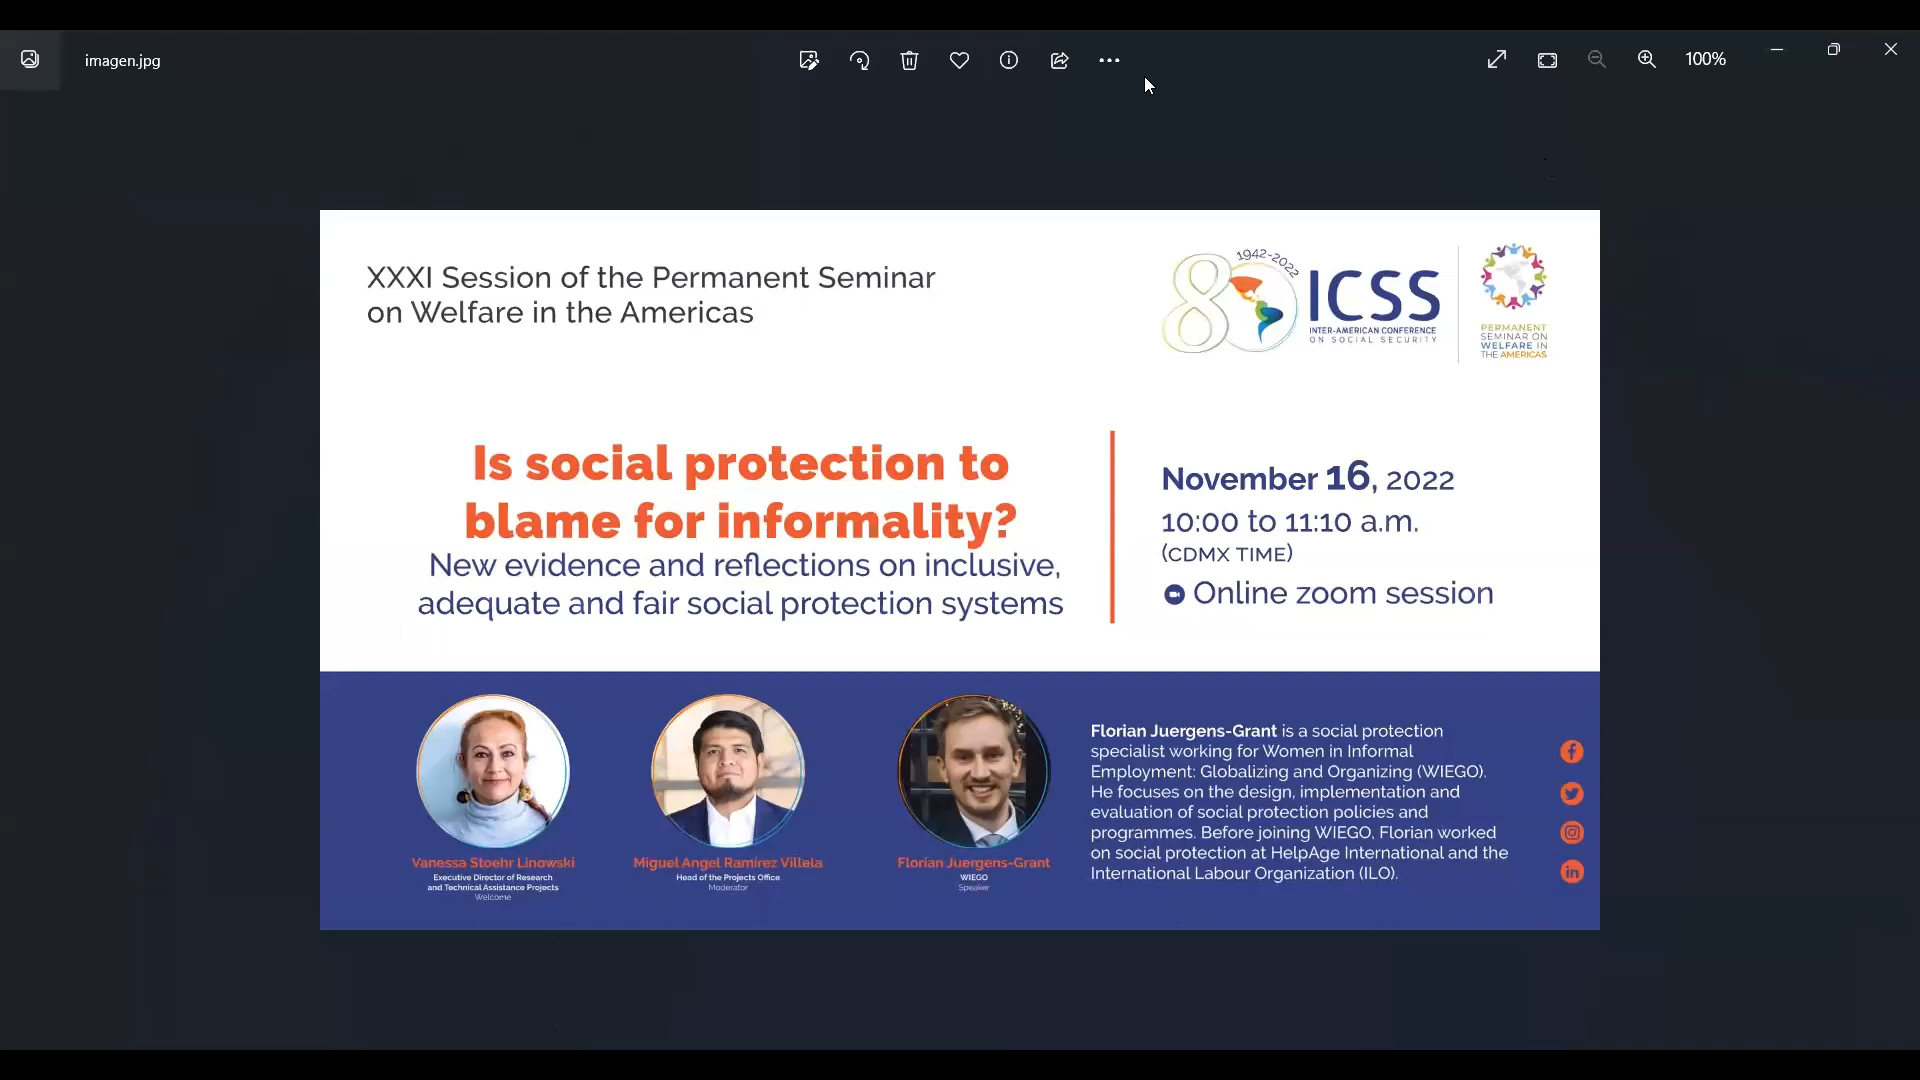 imagen.jpg
100%
XXXI Session of the Permanent Seminar
on Welfare in the Americas
1942-2022
80
ICSS
INTER-AMERICAN CONFERENCE
ON SOCIAL SECURITY
PERMANENT
SEMINAR ON
WELFARE IN
THE AMERICAS
Is social protection to
blame for informality?
New evidence and reflections on inclusive,
adequate and fair social protection systems
November 16, 2022
10:00 to 11:10 a.m.
(CDMX TIME)
Online zoom session
Vanessa Stoehr Linowski
Executive Director of Research
and Technical Assistance Projects
Welcome
Miguel Angel Ramírez Villela
Head of the Projects Office
Moderator
Florian Juergens-Grant
WIEGO
Speaker
Florian Juergens-Grant is a social protection
specialist working for Women in Informal
Employment: Globalizing and Organizing (WIEGO).
He focuses on the design, implementation and
evaluation of social protection policies and
programmes. Before joining WIEGO, Florian worked
on social protection at HelpAge International and the
International Labour Organization (ILO).